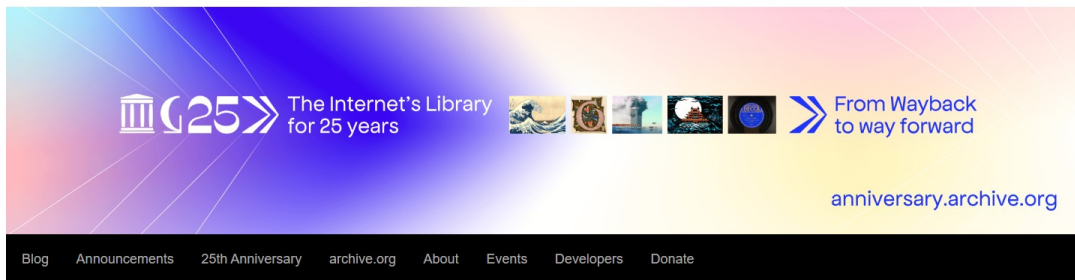 25
The Internet's Library
for 25 years
From Wayback
to way forward
anniversary.archive.org
Blog Announcements 25th Anniversary archive.org About Events Developers Donate